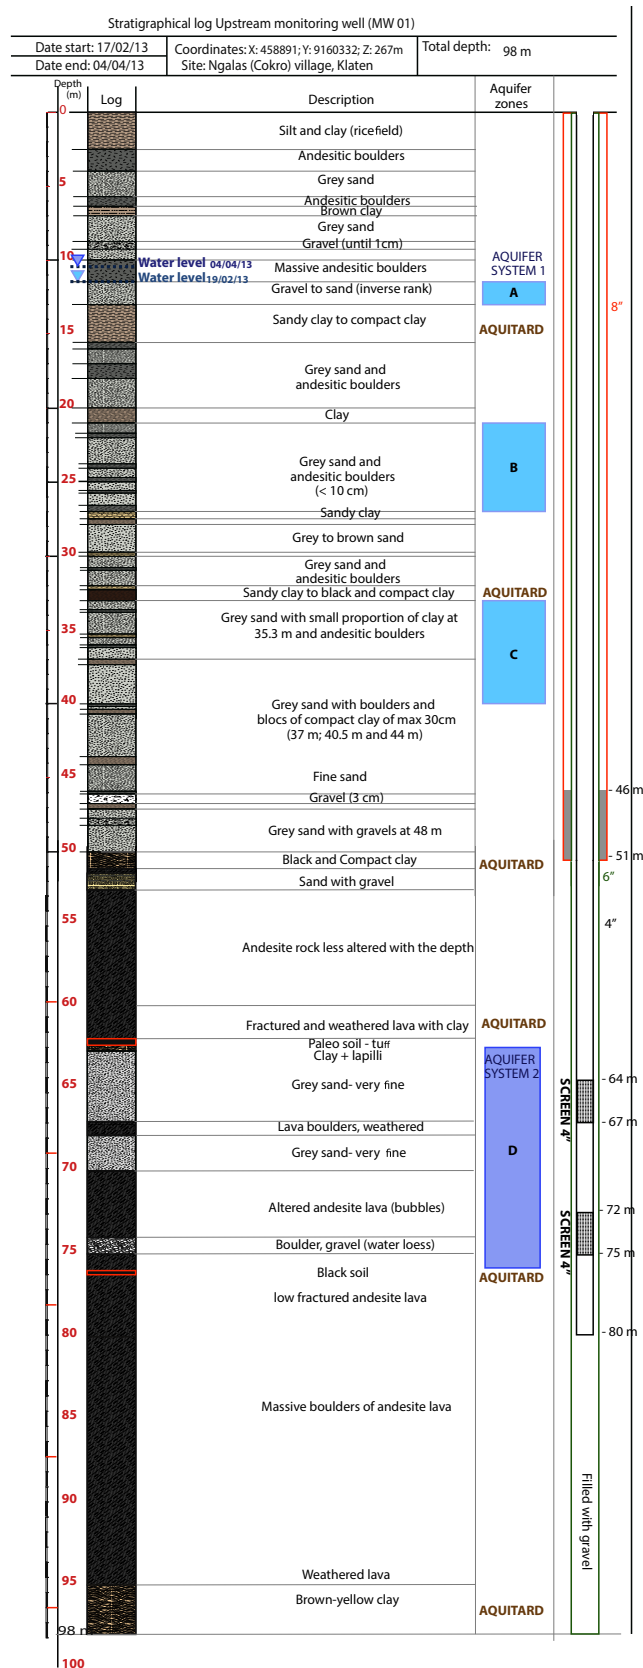 Stratigraphical log Upstream monitoring well (MW 01)
Date start: 17/02/13
Date end: 04/04/13
Coordinates: X: 458891; Y: 9160332; Z: 267m
Site: Ngalas (Cokro) village, Klaten
Total depth: 98 m
Depth
(m)
Log
Description
Aquifer
zones
0
Silt and clay (ricefield)
Andesitic boulders
5
Grey sand
Andesitic boulders
Brown clay
Grey sand
Gravel (until 1cm)
10
Water level 04/04/13
Massive andesitic boulders
Water level 19/02/13
AQUIFER
SYSTEM 1
Gravel to sand (inverse rank)
A
8"
Sandy clay to compact clay
15
AQUITARD
Grey sand and
andesitic boulders
20
Clay
Grey sand and
andesitic boulders
(< 10 cm)
B
25
Sandy clay
Grey to brown sand
30
Grey sand and
andesitic boulders
Sandy clay to black and compact clay
AQUITARD
Grey sand with small proportion of clay at
35.3 m and andesitic boulders
35
C
40
Grey sand with boulders and
blocs of compact clay of max 30cm
(37 m; 40.5 m and 44 m)
45
Fine sand
- 46 m
Gravel (3 cm)
Grey sand with gravels at 48 m
50
- 51 m
Black and Compact clay
AQUITARD
6"
Sand with gravel
55
4"
Andesite rock less altered with the depth
60
Fractured and weathered lava with clay
AQUITARD
Paleo soil - tuff
Clay + lapilli
AQUIFER
SYSTEM 2
65
Grey sand- very fine
- 64 m
SCREEN 4"
- 67 m
Lava boulders, weathered
Grey sand- very fine
D
70
Altered andesite lava (bubbles)
- 72 m
SCREEN 4"
75
Boulder, gravel (water loess)
- 75 m
Black soil
AQUITARD
low fractured andesite lava
80
- 80 m
Massive boulders of andesite lava
85
90
Filled with gravel
Weathered lava
95
Brown-yellow clay
AQUITARD
98 m
100